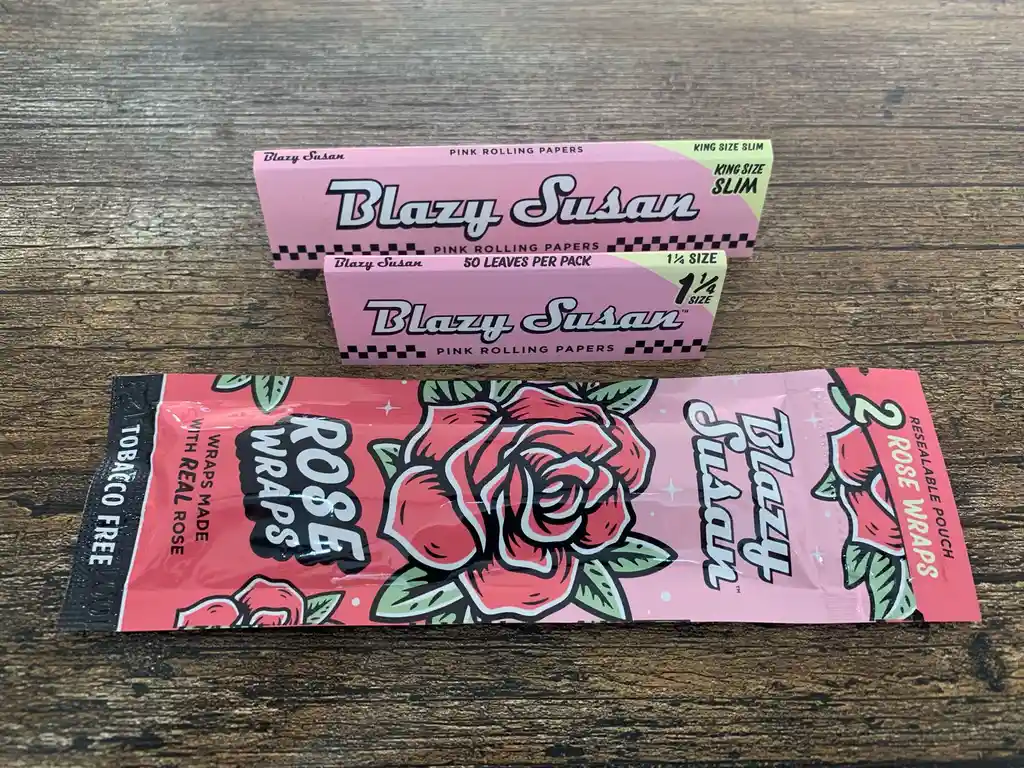 Blazy Susan
PINK ROLLING PAPERS
KING SIZE SLIM
KING SIZE
SLIM
Blazy Susan
PINK ROLLING PAPERS
Blazy Susan
50 LEAVES PER PACK
1¼ SIZE
1¼
SIZE
Blazy Susan™
PINK ROLLING PAPERS
RESEALABLE POUCH
2 ROSE WRAPS
Blazy
Susan™
ROSE
WRAPS
WRAPS MADE
WITH REAL ROSE
TOBACCO FREE